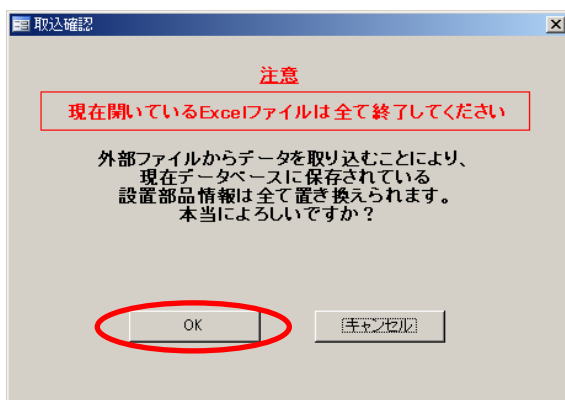 取込確認
注意
現在開いているExcelファイルは全て終了してください
外部ファイルからデータを取り込むことにより、
現在データベースに保存されている
設置部品情報は全て置き換えられます。
本当によろしいですか？
OK
キャンセル